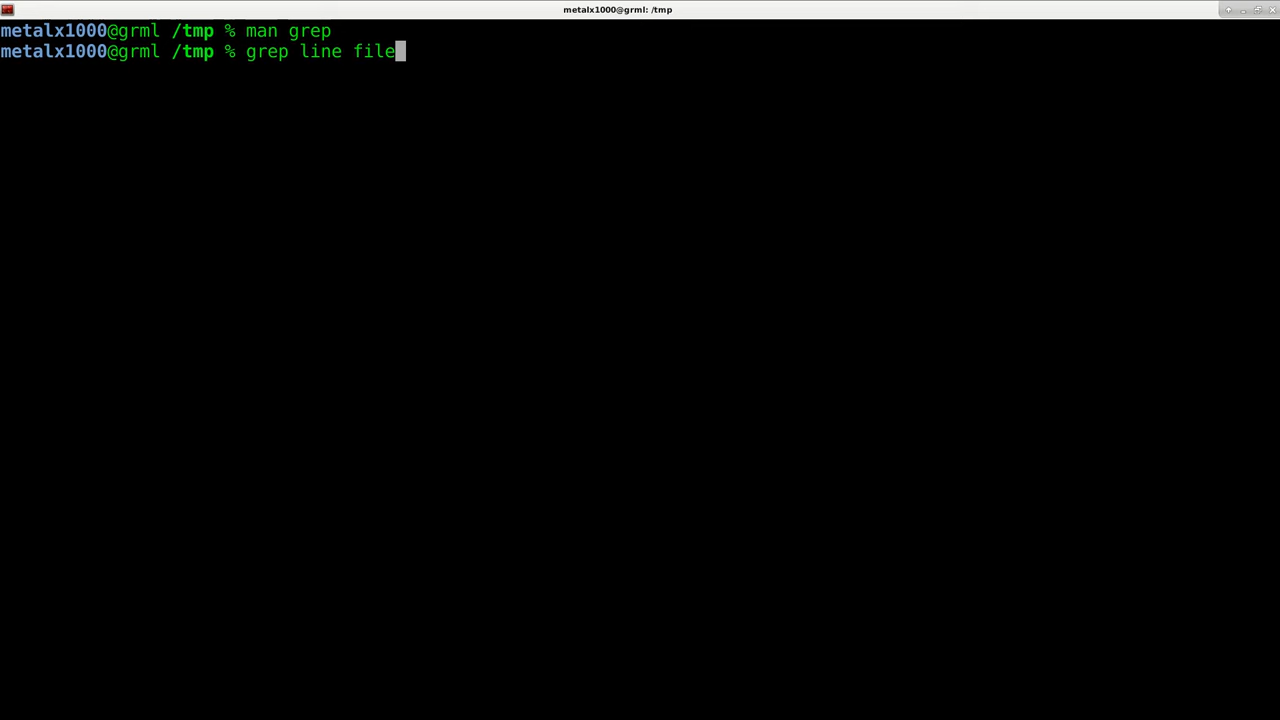 metalx1000@grml: /tmp
metalx1000@grml /tmp % man grep
metalx1000@grml /tmp % grep line file